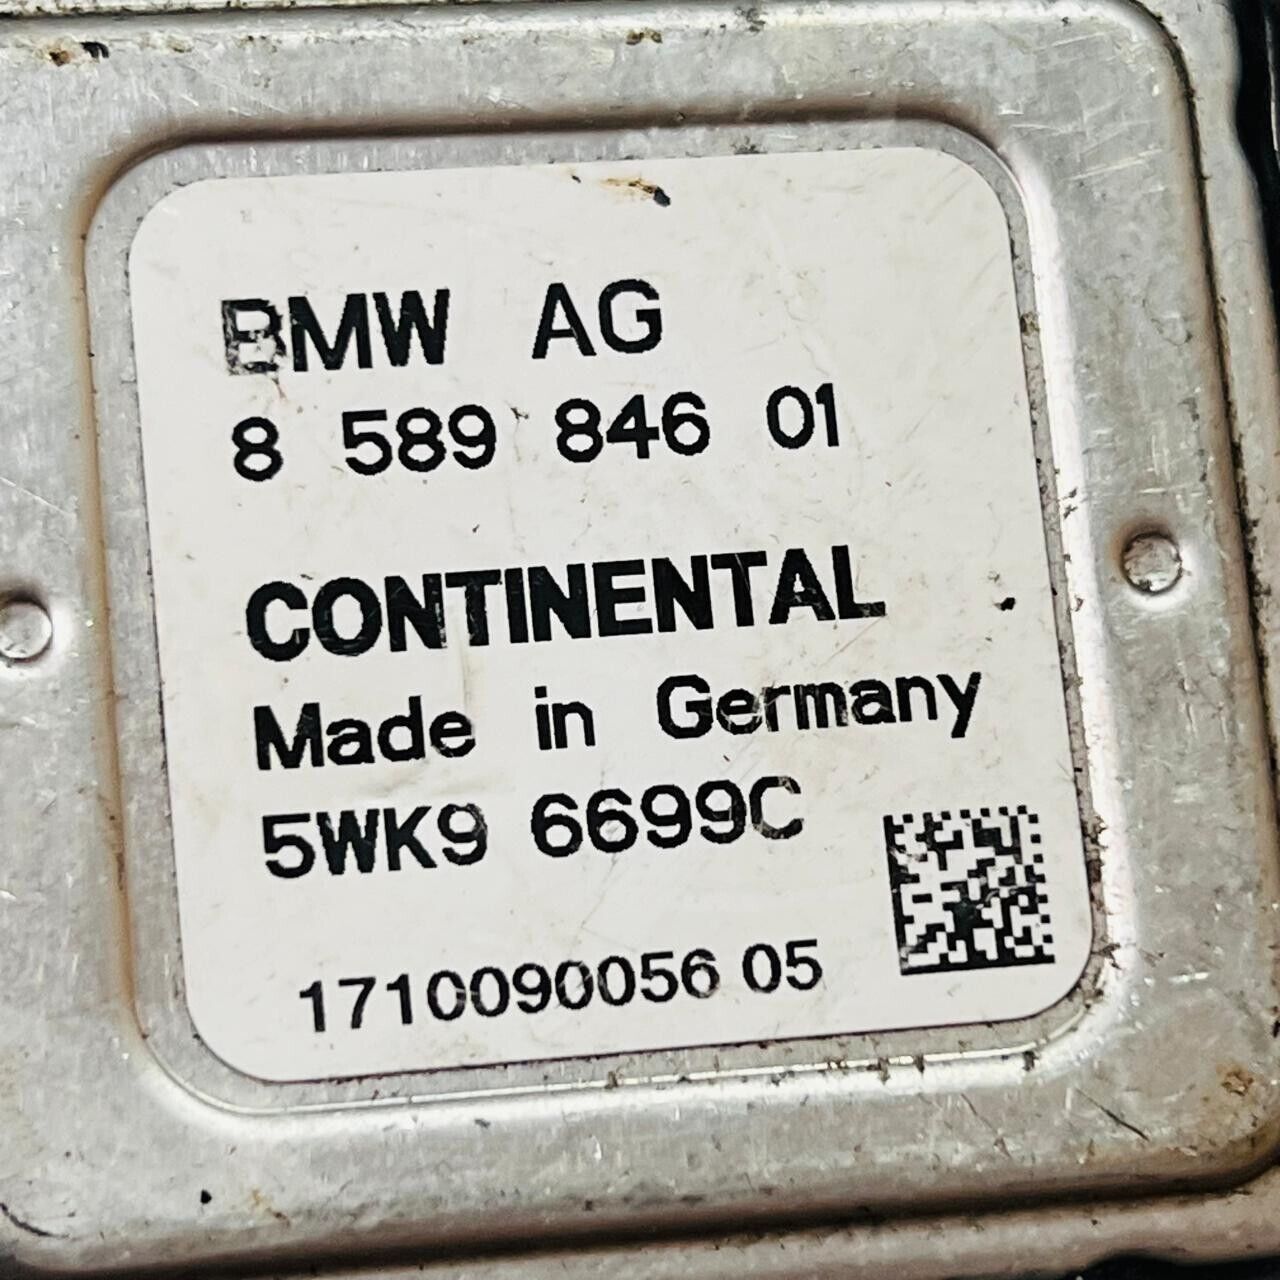 BMW AG
8 589 846 01
CONTINENTAL
Made in Germany
5WK9 6699C
1710090056 05